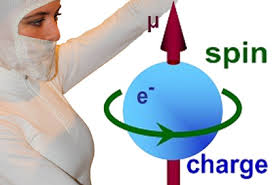 μ
spin
e⁻
charge